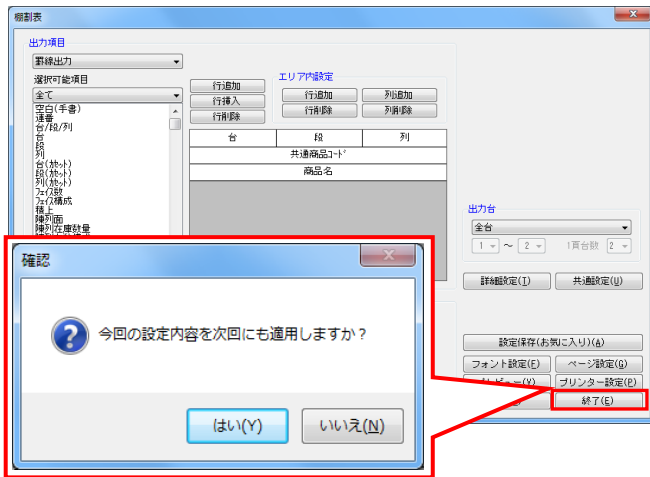 棚割表
出力項目
罫線出力
選択可能項目
全て
空白(手書)
連番
台/段/列
台
段
列
台(ｶｾｯﾄ)
段(ｶｾｯﾄ)
列(ｶｾｯﾄ)
フェイス数
フェイス構成
積上
陳列面
陳列在庫数量
行追加
行挿入
行削除
エリア内設定
行追加
列追加
行削除
列削除
台 段 列
共通商品ｺｰﾄﾞ
商品名
出力台
全台
1 ～ 2 1頁台数 2
詳細設定(I) 共通設定(U)
設定保存(お気に入り)(A)
フォント設定(F) ページ設定(G)
プリンター設定(P)
終了(E)
確認
今回の設定内容を次回にも適用しますか？
はい(Y) いいえ(N)